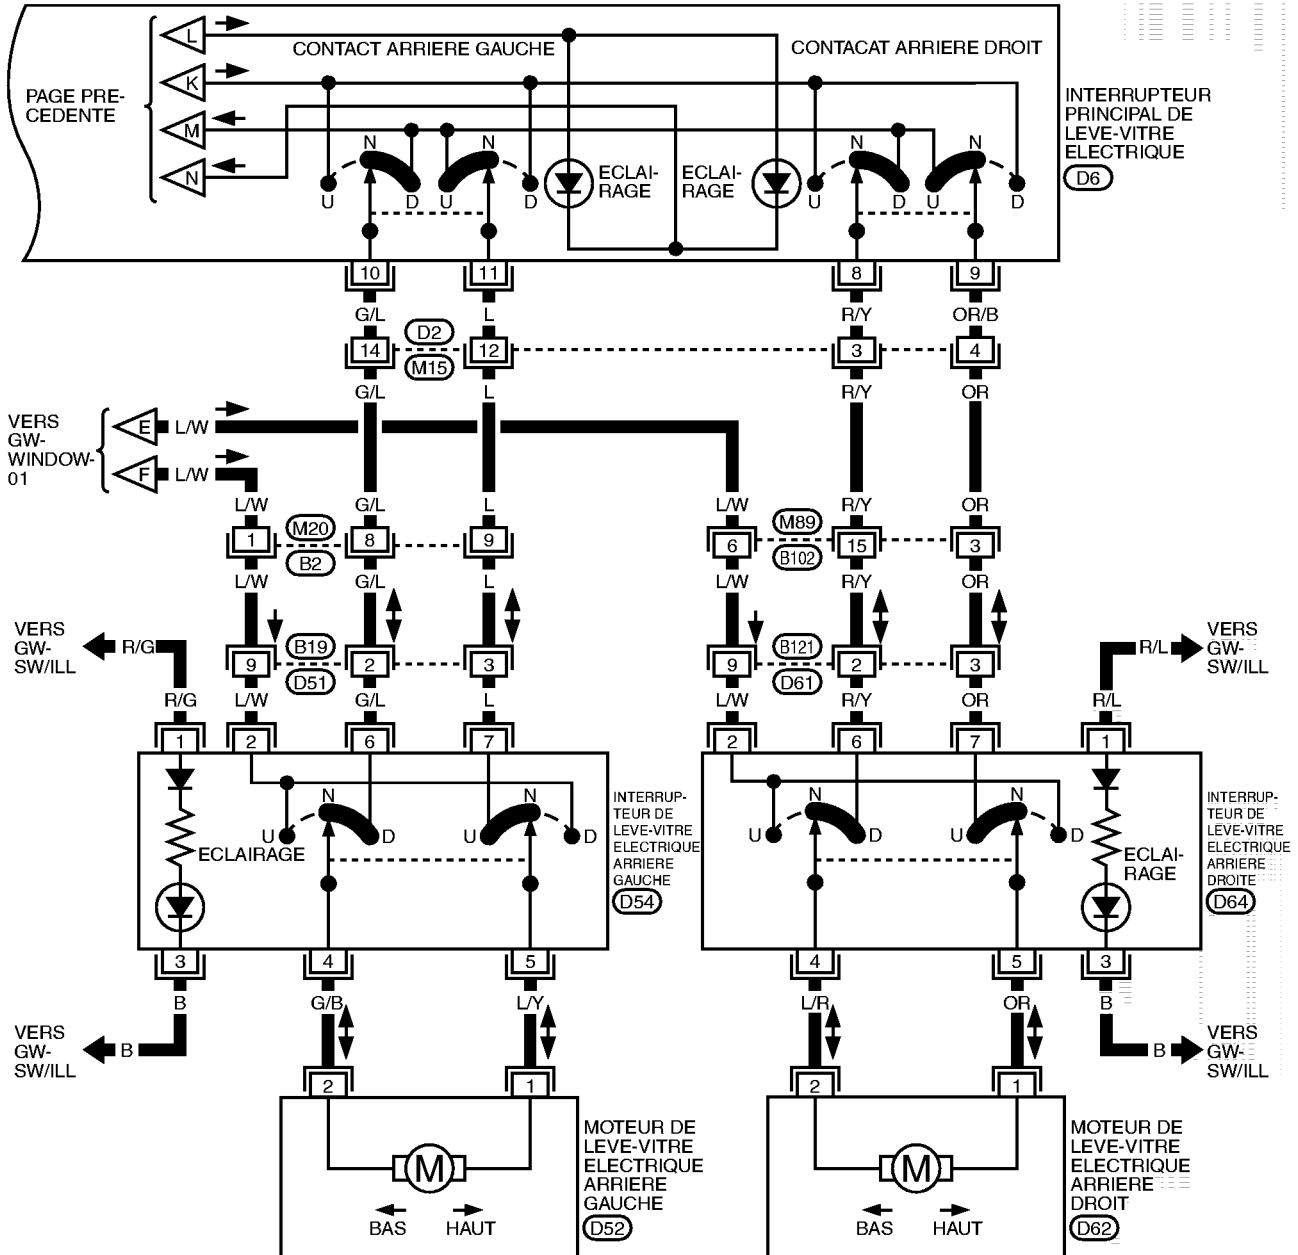 L
CONTACT ARRIERE GAUCHE
CONTACAT ARRIERE DROIT
K
PAGE PRE-
CEDENTE
M
N
N N N N
U D U D U D U D
ECLAI-
RAGE
ECLAI-
RAGE
INTERRUPTEUR
PRINCIPAL DE
LEVE-VITRE
ELECTRIQUE
D6
10 11 8 9
G/L L R/Y OR/B
D2
14 12 3 4
M15
G/L L R/Y OR
VERS
GW-
WINDOW-
01
E L/W
F L/W
L/W G/L L L/W R/Y OR
M20 M89
1 8 9 6 15 3
B2 B102
L/W G/L L L/W R/Y OR
VERS
GW-
SW/ILL
R/G
B19 B121
9 2 3 9 2 3
D51 D61
R/L
VERS
GW-
SW/ILL
R/G L/W G/L L L/W R/Y OR R/L
1 2 6 7 2 6 7 1
N N N N
U D U D U D U D
ECLAIRAGE
INTERRUP-
TEUR DE
LEVE-VITRE
ELECTRIQUE
ARRIERE
GAUCHE
D54
ECLAI-
RAGE
INTERRUP-
TEUR DE
LEVE-VITRE
ELECTRIQUE
ARRIERE
DROITE
D64
3 4 5 4 5 3
B G/B L/Y L/R OR B
VERS
GW-
SW/ILL
B
B
VERS
GW-
SW/ILL
2 1 2 1
M
BAS HAUT
MOTEUR DE
LEVE-VITRE
ELECTRIQUE
ARRIERE
GAUCHE
D52
M
BAS HAUT
MOTEUR DE
LEVE-VITRE
ELECTRIQUE
ARRIERE
DROIT
D62